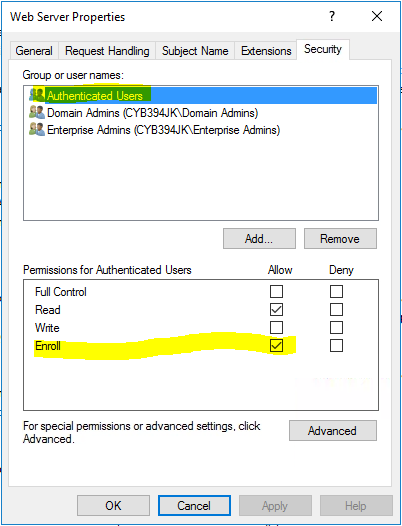 Web Server Properties
General Request Handling Subject Name Extensions Security
Group or user names:
Authenticated Users
Domain Admins (CYB394JK\Domain Admins)
Enterprise Admins (CYB394JK\Enterprise Admins)
Add... Remove
Permissions for Authenticated Users Allow Deny
Full Control
Read
Write
Enroll
For special permissions or advanced settings, click
Advanced.
Advanced
OK Cancel Apply Help